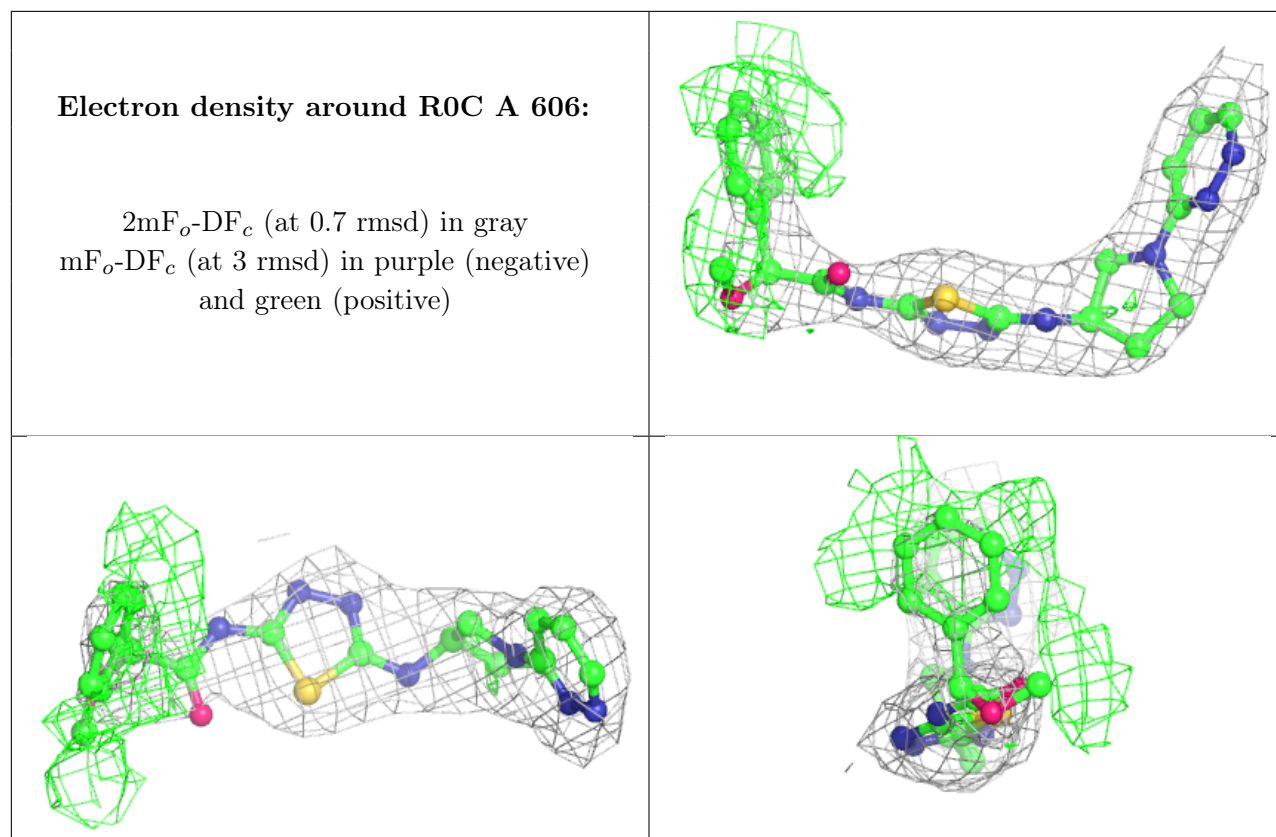 Electron density around R0C A 606:
2mFo-DFc (at 0.7 rmsd) in gray
mFo-DFc (at 3 rmsd) in purple (negative)
and green (positive)